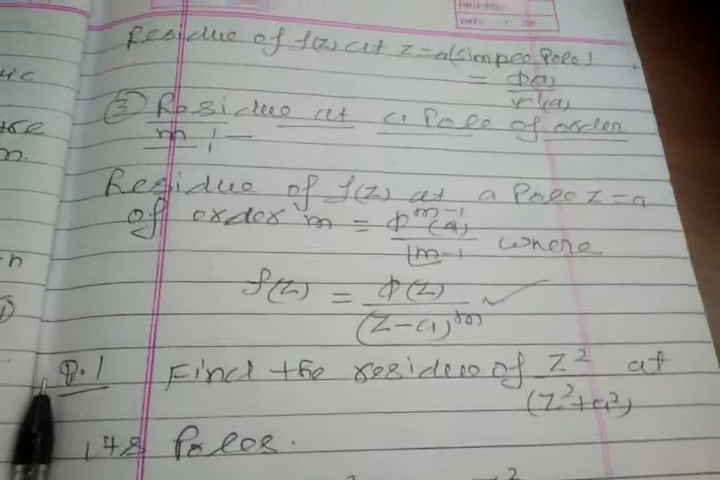 Residue of f(z) at z=a (simple Pole)
= Φ(a)
ψ'(a)
③ Residue at a Pole of order
m :-
Residue of f(z) at a Pole z=a
of order m = Φ^{m-1}(a) where
|m-1
f(z) = Φ(z) ✓
(z-a)^m
Q.1 Find the residue of z² at
(z²+a²)
its Poles.